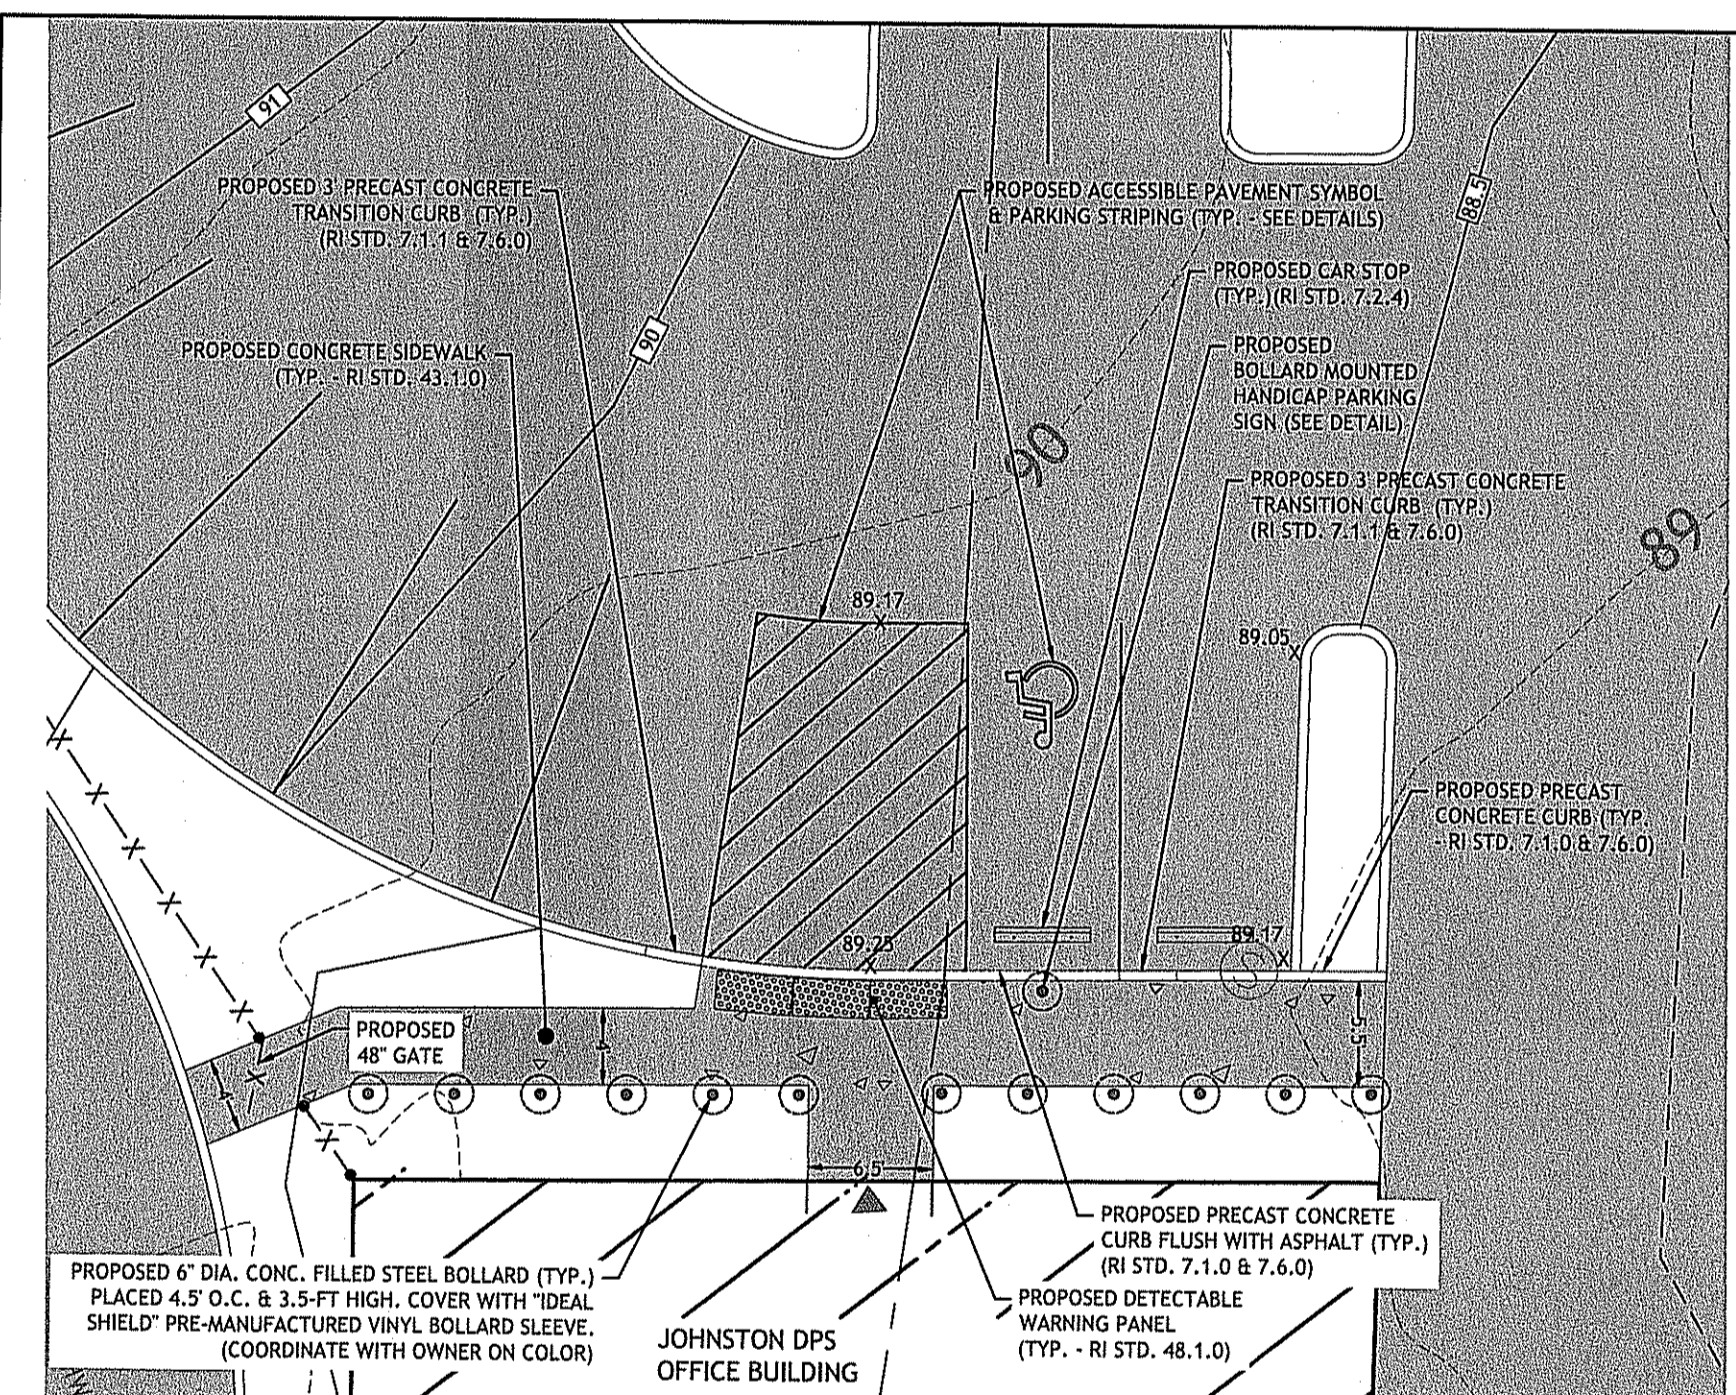 91
PROPOSED 3' PRECAST CONCRETE
TRANSITION CURB (TYP.)
(RI STD. 7.1.1 & 7.6.0)
PROPOSED ACCESSIBLE PAVEMENT SYMBOL
& PARKING STRIPING (TYP. - SEE DETAILS)
88.5
PROPOSED CAR STOP
(TYP.)(RI STD. 7.2.4)
90
PROPOSED CONCRETE SIDEWALK
(TYP. - RI STD. 43.1.0)
PROPOSED
BOLLARD MOUNTED
HANDICAP PARKING
SIGN (SEE DETAIL)
90
PROPOSED 3' PRECAST CONCRETE
TRANSITION CURB (TYP.)
(RI STD. 7.1.1 & 7.6.0)
89
89.17
89.05
PROPOSED PRECAST
CONCRETE CURB (TYP.
- RI STD. 7.1.0 & 7.6.0)
89.25
89.17
S
PROPOSED
48" GATE
4
5.5
4
6.5
PROPOSED PRECAST CONCRETE
CURB FLUSH WITH ASPHALT (TYP.)
(RI STD. 7.1.0 & 7.6.0)
PROPOSED 6" DIA. CONC. FILLED STEEL BOLLARD (TYP.)
PLACED 4.5' O.C. & 3.5-FT HIGH. COVER WITH "IDEAL
SHIELD" PRE-MANUFACTURED VINYL BOLLARD SLEEVE.
(COORDINATE WITH OWNER ON COLOR)
PROPOSED DETECTABLE
WARNING PANEL
(TYP. - RI STD. 48.1.0)
JOHNSTON DPS
OFFICE BUILDING